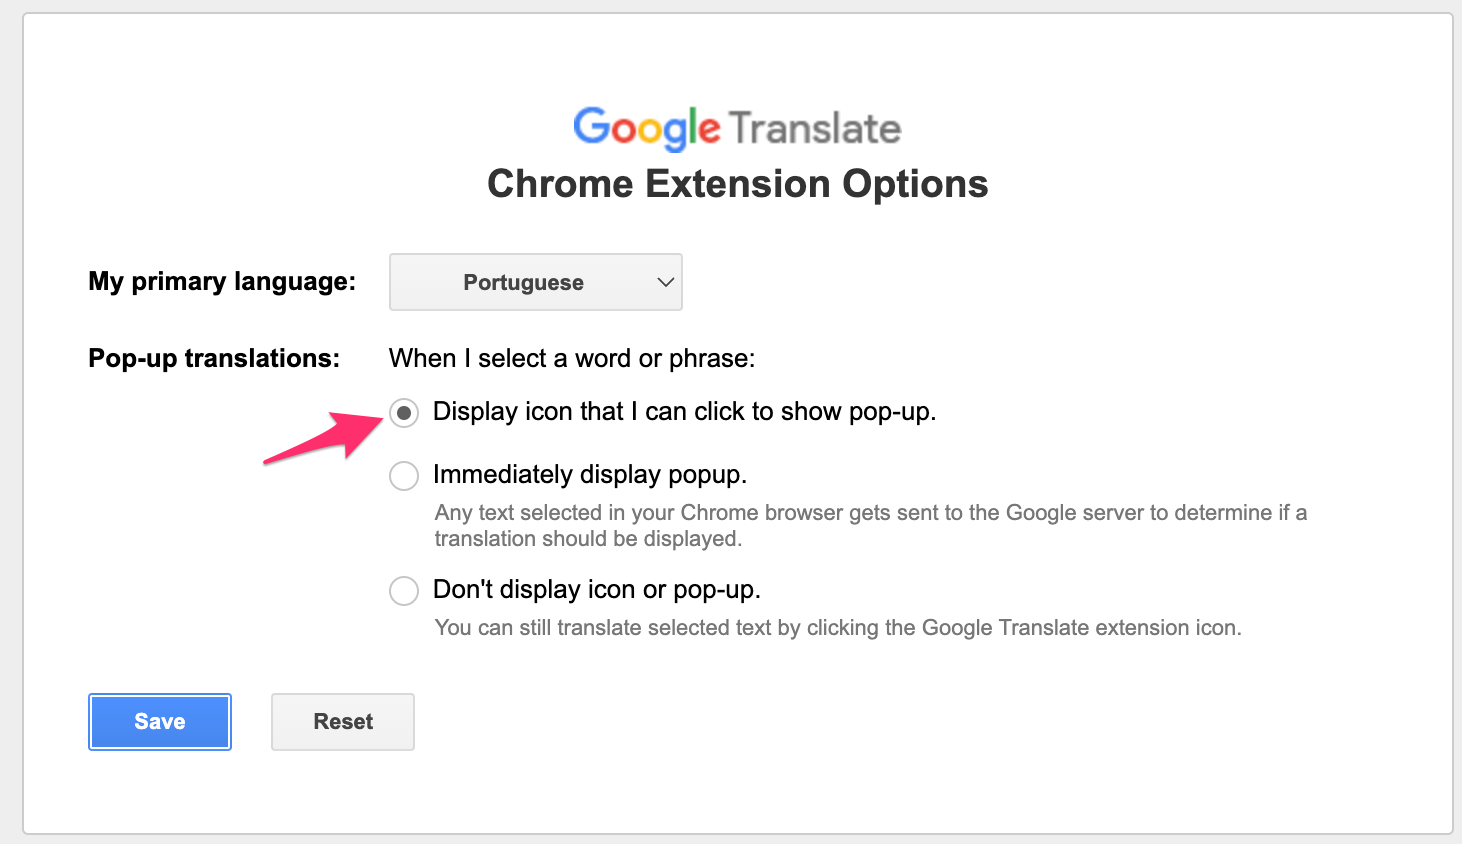 Google Translate
Chrome Extension Options
My primary language: Portuguese
Pop-up translations: When I select a word or phrase:
Display icon that I can click to show pop-up.
Immediately display popup.
Any text selected in your Chrome browser gets sent to the Google server to determine if a
translation should be displayed.
Don't display icon or pop-up.
You can still translate selected text by clicking the Google Translate extension icon.
Save Reset